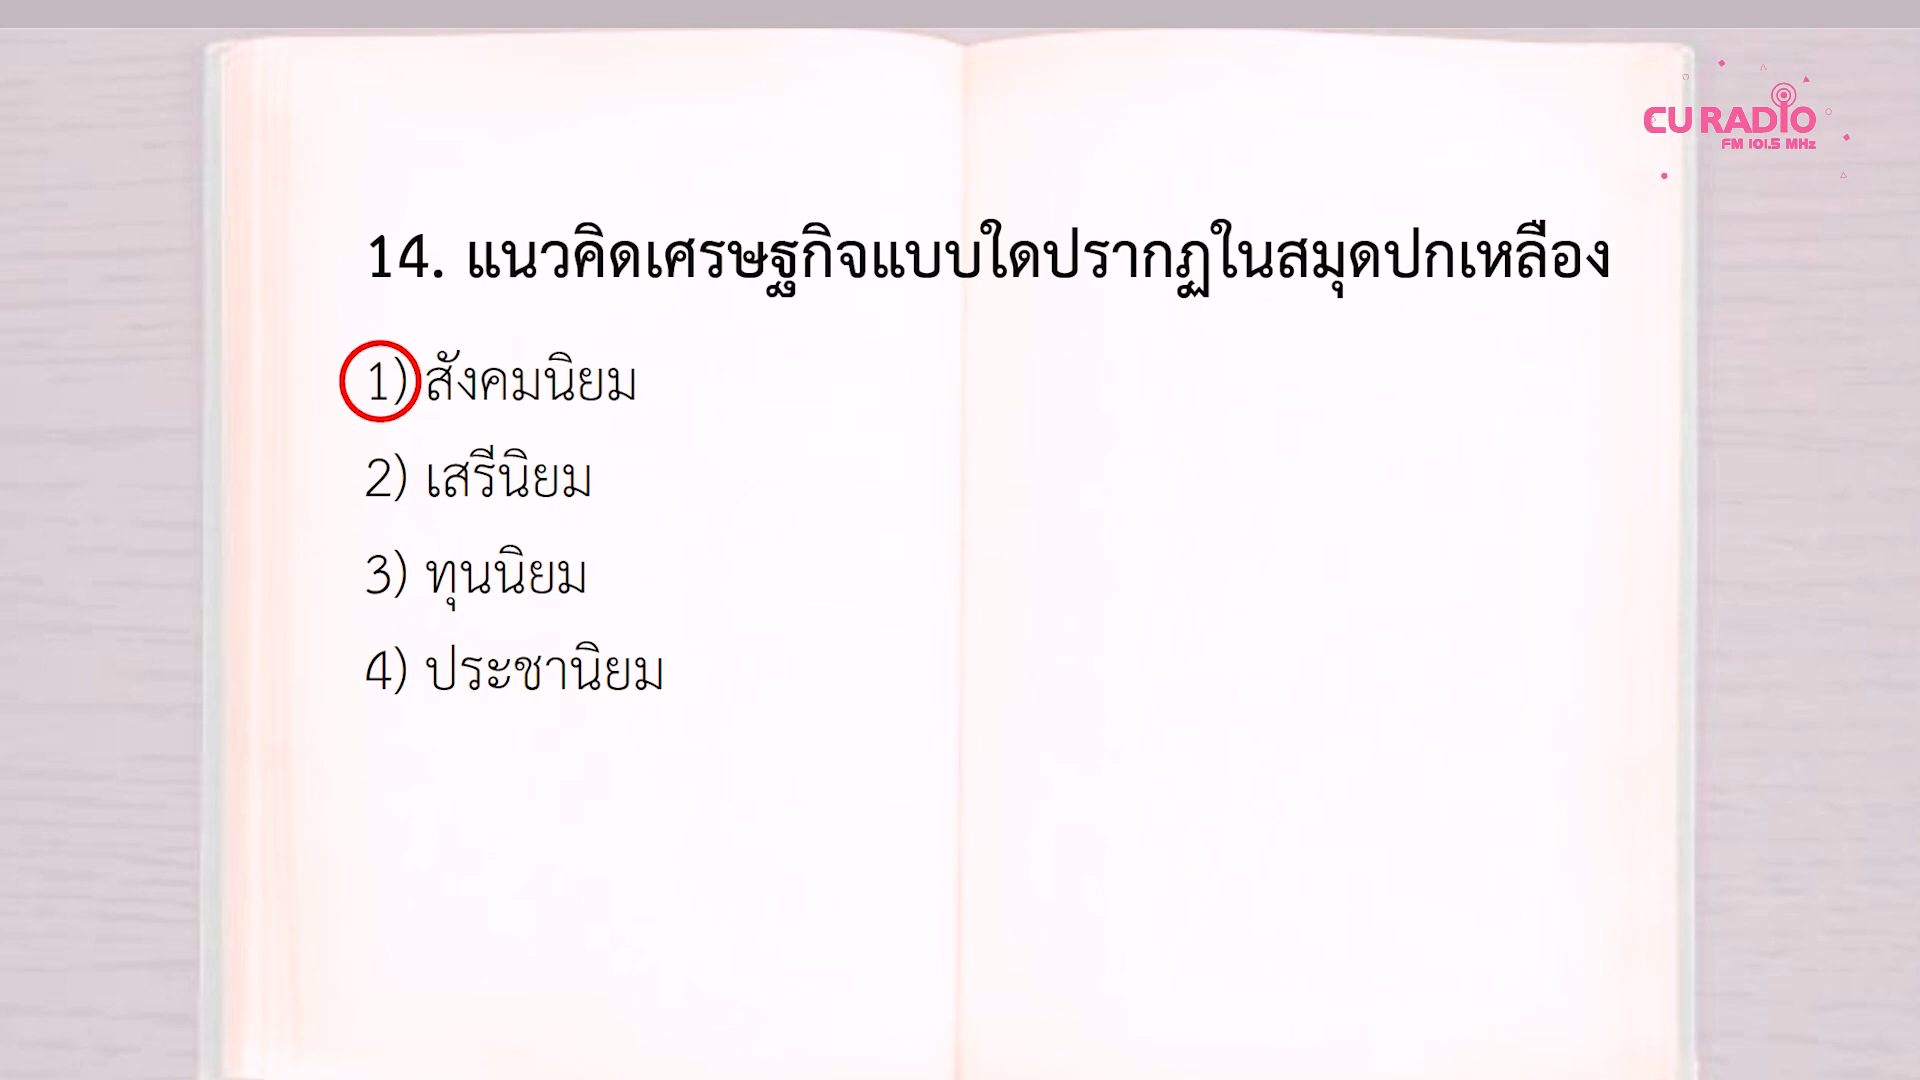 CU RADIO
FM 101.5 MHz
14. แนวคิดเศรษฐกิจแบบใดปรากฏในสมุดปกเหลือง
1) สังคมนิยม
2) เสรีนิยม
3) ทุนนิยม
4) ประชานิยม